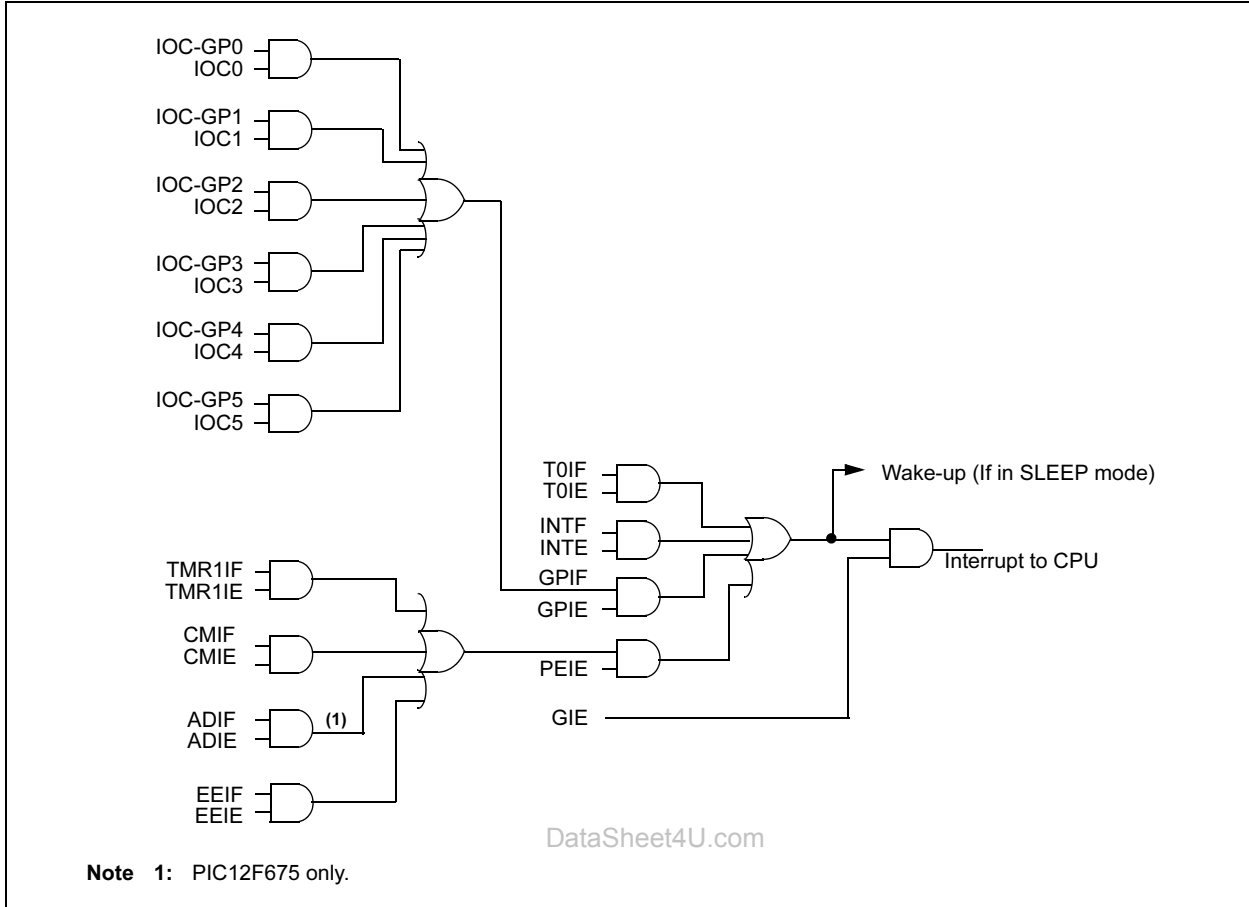 IOC-GP0
IOC0
IOC-GP1
IOC1
IOC-GP2
IOC2
IOC-GP3
IOC3
IOC-GP4
IOC4
IOC-GP5
IOC5
T0IF
T0IE
Wake-up (If in SLEEP mode)
INTF
INTE
Interrupt to CPU
TMR1IF
TMR1IE
GPIF
GPIE
CMIF
CMIE
PEIE
ADIF
ADIE
(1)
GIE
EEIF
EEIE
DataSheet4U.com
Note 1: PIC12F675 only.